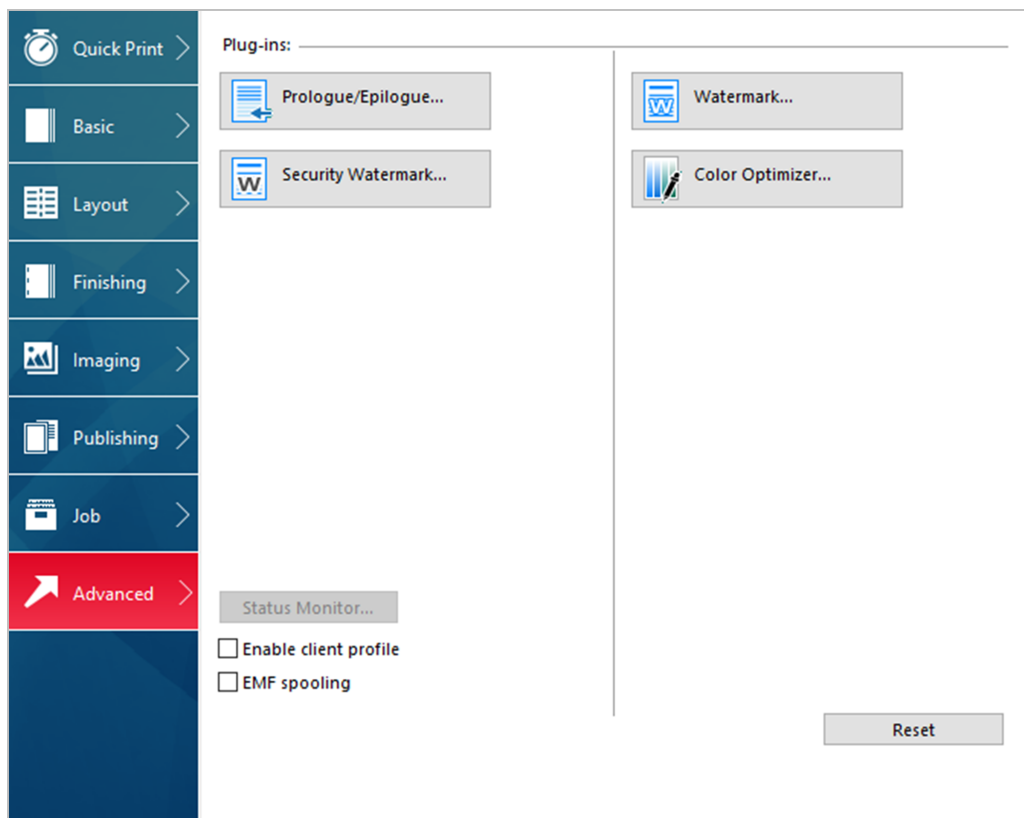 Quick Print
Basic
Layout
Finishing
Imaging
Publishing
Job
Advanced
Plug-ins:
Prologue/Epilogue...
Watermark...
Security Watermark...
Color Optimizer...
Status Monitor...
Enable client profile
EMF spooling
Reset